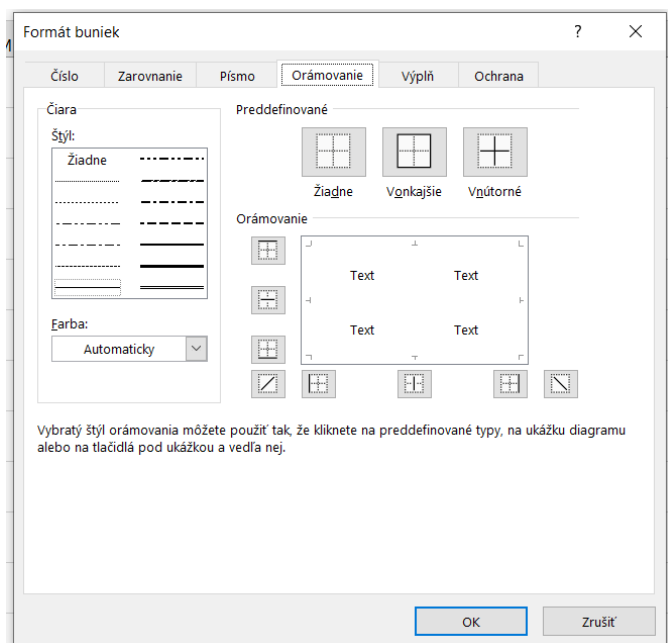 Formát buniek
?
M
Číslo
Zarovnanie
Písmo
Orámovanie
Výplň
Ochrana
Čiara
Štýl:
Žiadne
Farba:
Automaticky
Preddefinované
Žiadne
Vonkajšie
Vnútorné
Orámovanie
Text Text
Text Text
Vybratý štýl orámovania môžete použiť tak, že kliknete na preddefinované typy, na ukážku diagramu
alebo na tlačidlá pod ukážkou a vedľa nej.
OK
Zrušiť